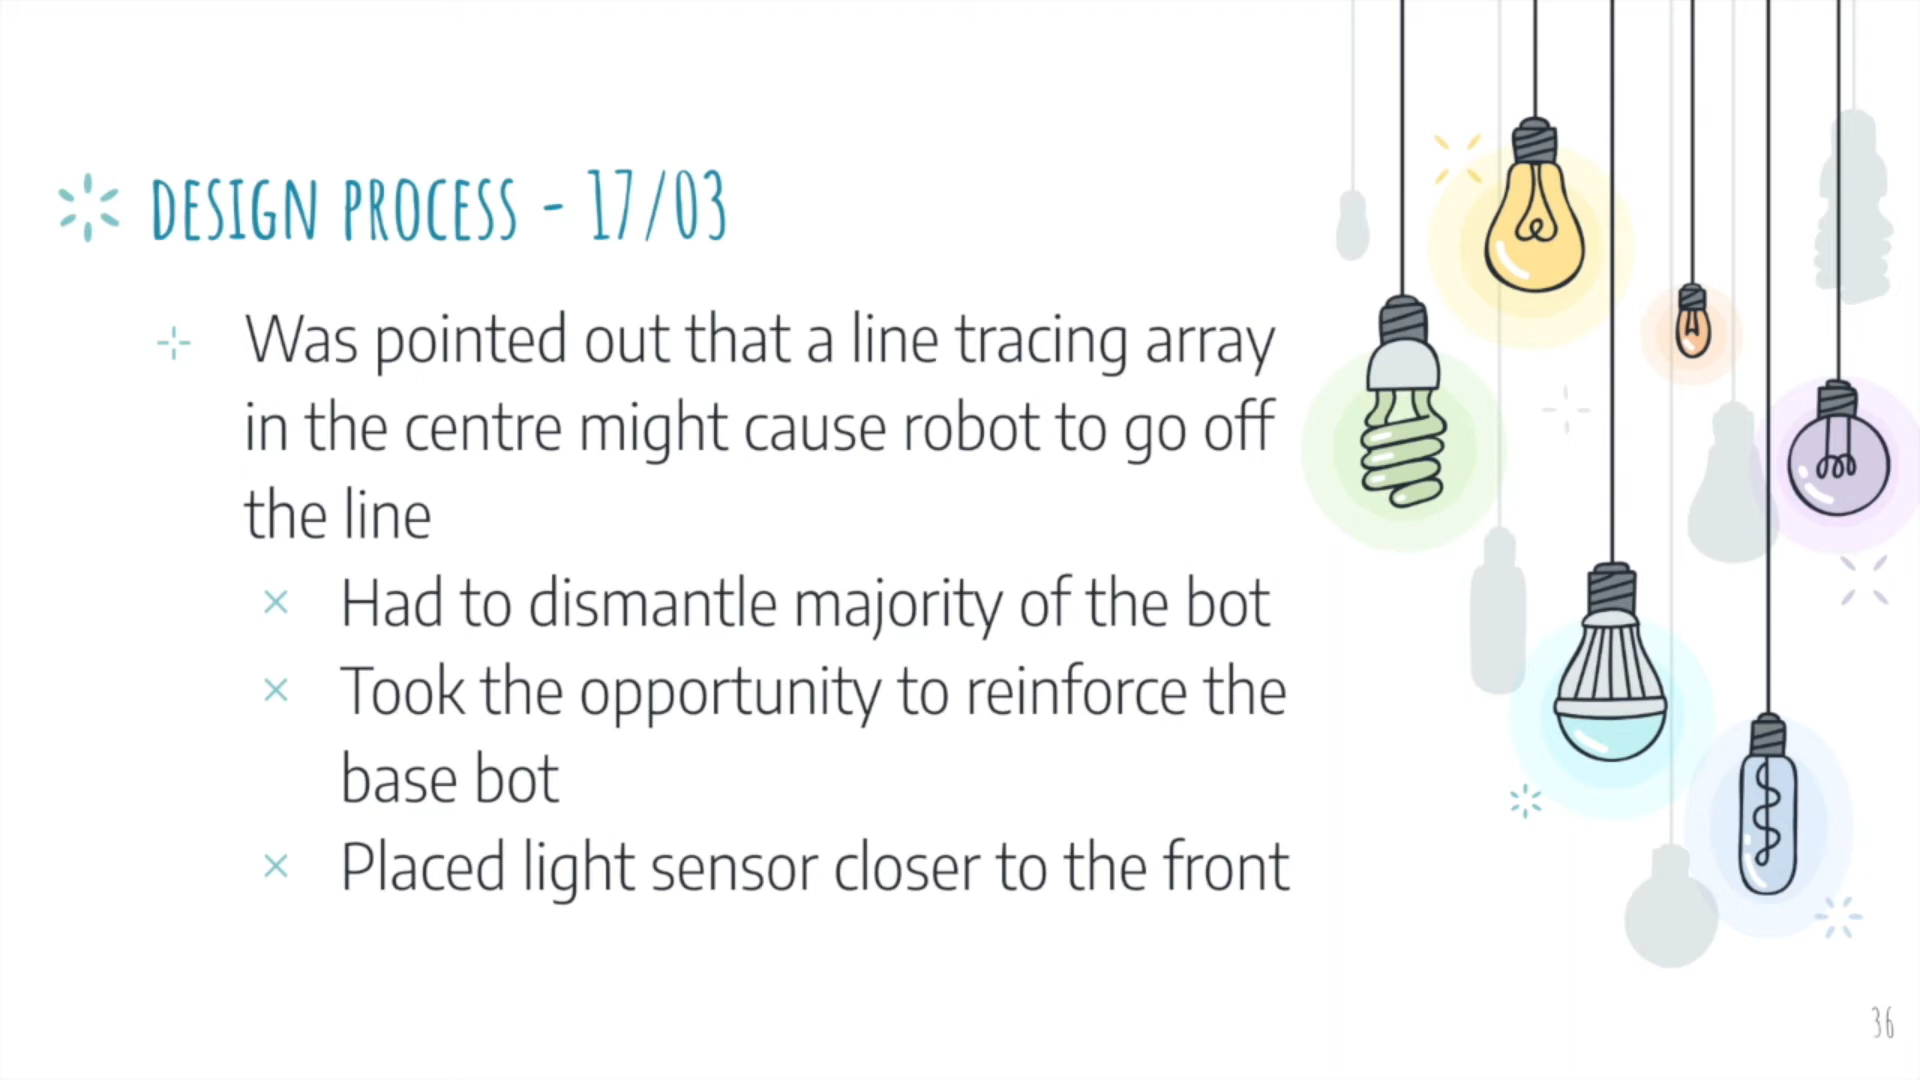 DESIGN PROCESS - 17/03
Was pointed out that a line tracing array
in the centre might cause robot to go off
the line
Had to dismantle majority of the bot
Took the opportunity to reinforce the
base bot
Placed light sensor closer to the front
36